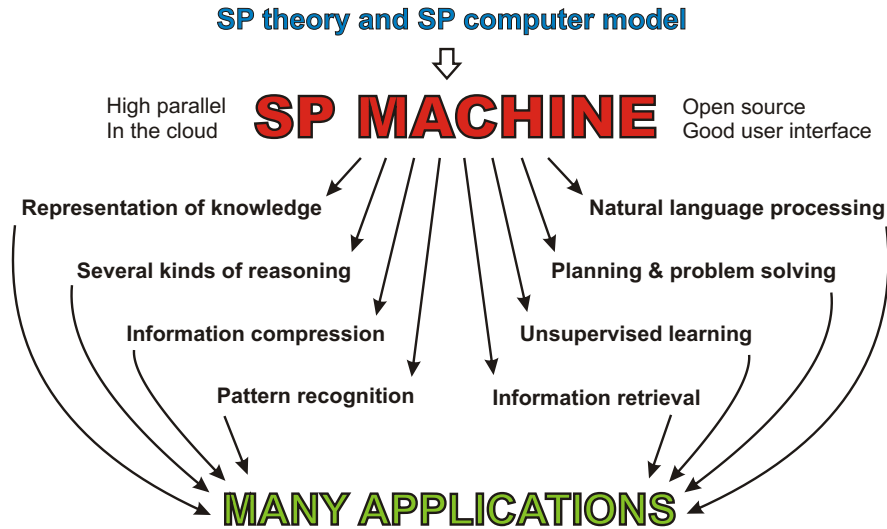 SP theory and SP computer model
High parallel
In the cloud
SP MACHINE
Open source
Good user interface
Representation of knowledge
Natural language processing
Several kinds of reasoning
Planning & problem solving
Information compression
Unsupervised learning
Pattern recognition
Information retrieval
MANY APPLICATIONS